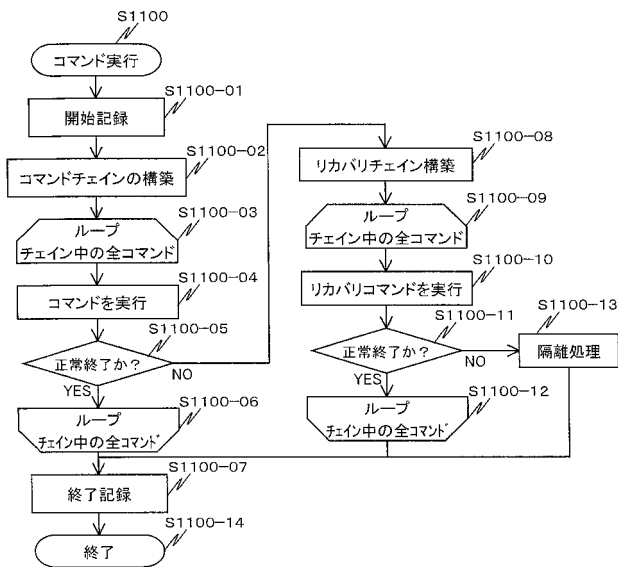 S1100
コマンド実行
S1100-01
開始記録
S1100-02
コマンドチェインの構築
S1100-03
ループ
チェイン中の全コマンド
S1100-04
コマンドを実行
S1100-05
正常終了か?
NO
YES
S1100-06
ループ
チェイン中の全コマンド
S1100-07
終了記録
S1100-14
終了
S1100-08
リカバリチェイン構築
S1100-09
ループ
チェイン中の全コマンド
S1100-10
リカバリコマンドを実行
S1100-11
正常終了か?
NO
YES
S1100-13
隔離処理
S1100-12
ループ
チェイン中の全コマンド